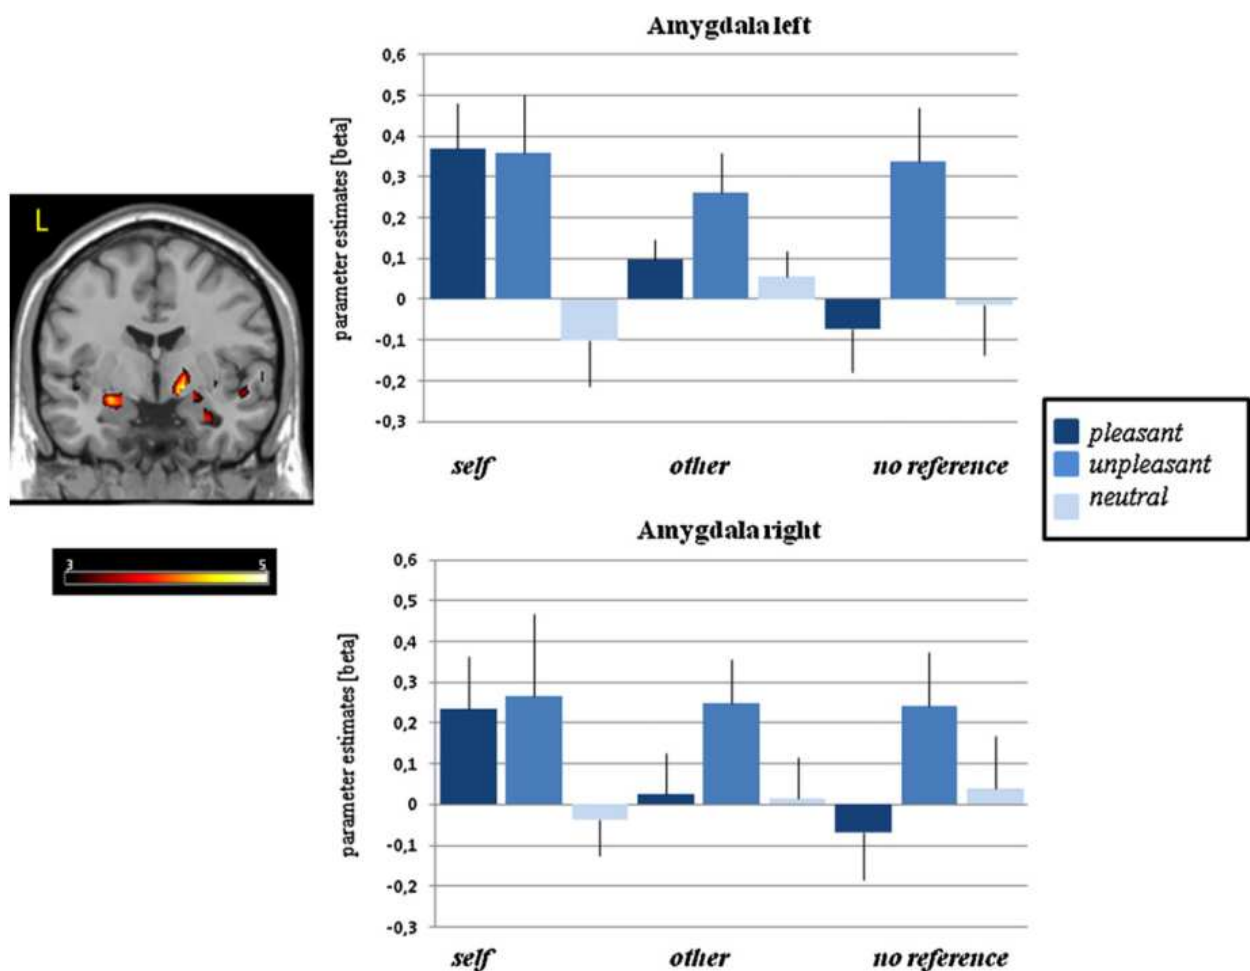 Amygdala left
parameter estimates [beta]
0,6
0,5
0,4
0,3
0,2
0,1
0
-0,1
-0,2
-0,3
self other no reference
L
3 5
pleasant
unpleasant
neutral
Amygdala right
parameter estimates [beta]
0,6
0,5
0,4
0,3
0,2
0,1
0
-0,1
-0,2
-0,3
self other no reference